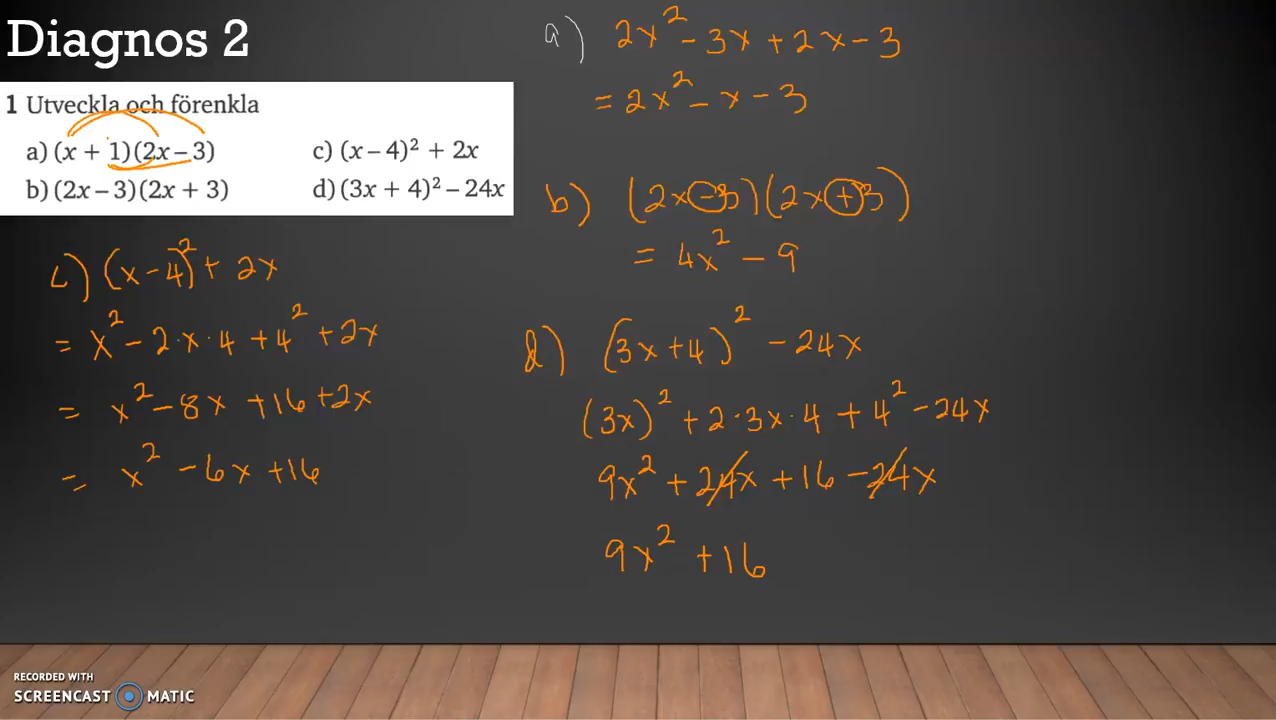 Diagnos 2
1 Utveckla och förenkla
a) (x + 1)(2x – 3)
b) (2x – 3)(2x + 3)
c) (x – 4)² + 2x
d) (3x + 4)² – 24x
a) 2x² - 3x + 2x - 3
= 2x² - x - 3
b) (2x - 3)(2x + 3)
= 4x² - 9
c) (x - 4)² + 2x
= x² - 2·x·4 + 4² + 2x
= x² - 8x + 16 + 2x
= x² - 6x + 16
d) (3x + 4)² - 24x
(3x)² + 2·3x·4 + 4² - 24x
9x² + 24x + 16 - 24x
9x² + 16
RECORDED WITH
SCREENCAST MATIC